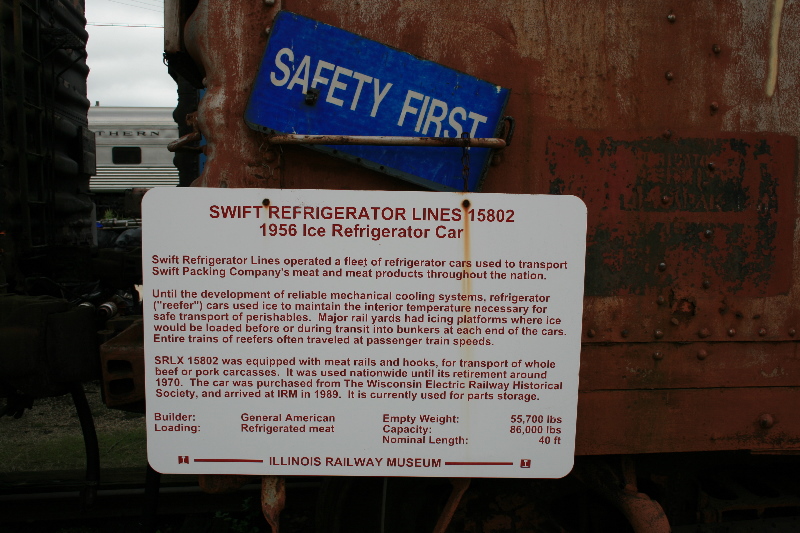 SAFETY FIRST
THERN
SWIFT REFRIGERATOR LINES 15802
1956 Ice Refrigerator Car
Swift Refrigerator Lines operated a fleet of refrigerator cars used to transport
Swift Packing Company's meat and meat products throughout the nation.
Until the development of reliable mechanical cooling systems, refrigerator
("reefer") cars used ice to maintain the interior temperature necessary for
safe transport of perishables. Major rail yards had icing platforms where ice
would be loaded before or during transit into bunkers at each end of the cars.
Entire trains of reefers often traveled at passenger train speeds.
SRLX 15802 was equipped with meat rails and hooks, for transport of whole
beef or pork carcasses. It was used nationwide until its retirement around
1970. The car was purchased from The Wisconsin Electric Railway Historical
Society, and arrived at IRM in 1989. It is currently used for parts storage.
Builder: General American Empty Weight: 55,700 lbs
Loading: Refrigerated meat Capacity: 86,000 lbs
Nominal Length: 40 ft
ILLINOIS RAILWAY MUSEUM